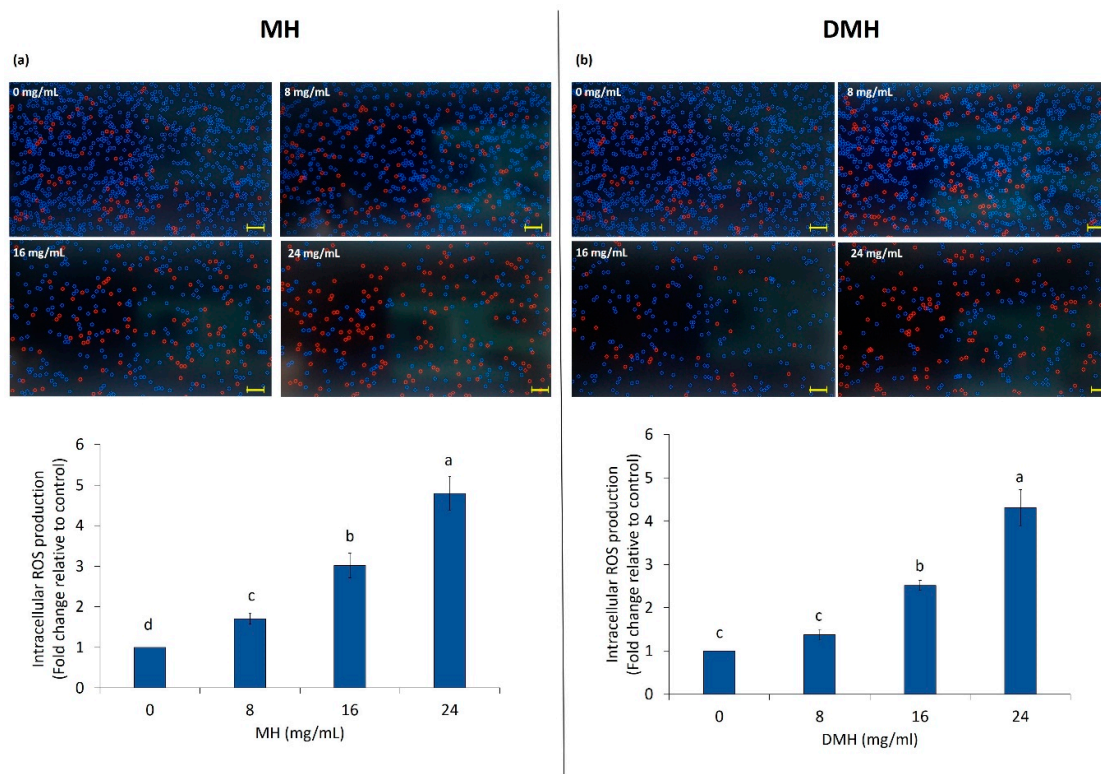 MH
(a)
0 mg/mL
8 mg/mL
16 mg/mL
24 mg/mL
Intracellular ROS production
(Fold change relative to control)
6
5
4
3
2
1
0
d
c
b
a
0
8
16
24
MH (mg/mL)
DMH
(b)
0 mg/mL
8 mg/mL
16 mg/mL
24 mg/mL
Intracellular ROS production
(Fold change relative to control)
6
5
4
3
2
1
0
c
c
b
a
0
8
16
24
DMH (mg/ml)